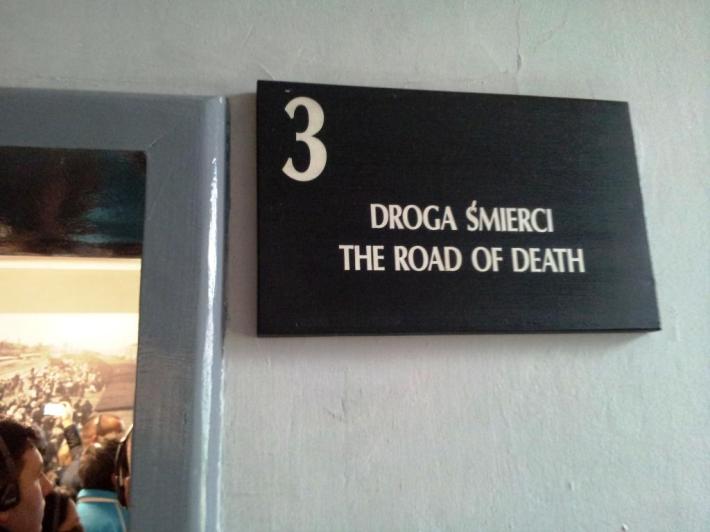 3
DROGA ŚMIERCI
THE ROAD OF DEATH